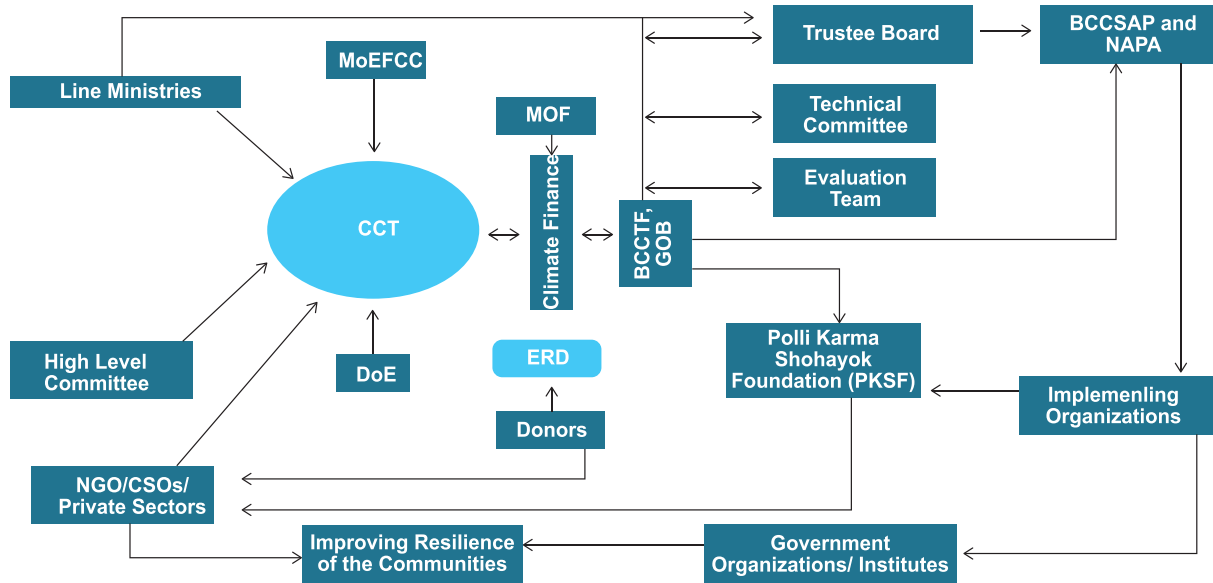 Trustee Board
BCCSAP and
NAPA
MoEFCC
Line Ministries
MOF
Technical
Committee
Evaluation
Team
CCT
Climate Finance
BCCTF,
GOB
High Level
Committee
DoE
ERD
Polli Karma
Shohayok
Foundation (PKSF)
Implemenling
Organizations
Donors
NGO/CSOs/
Private Sectors
Improving Resilience
of the Communities
Government
Organizations/ Institutes